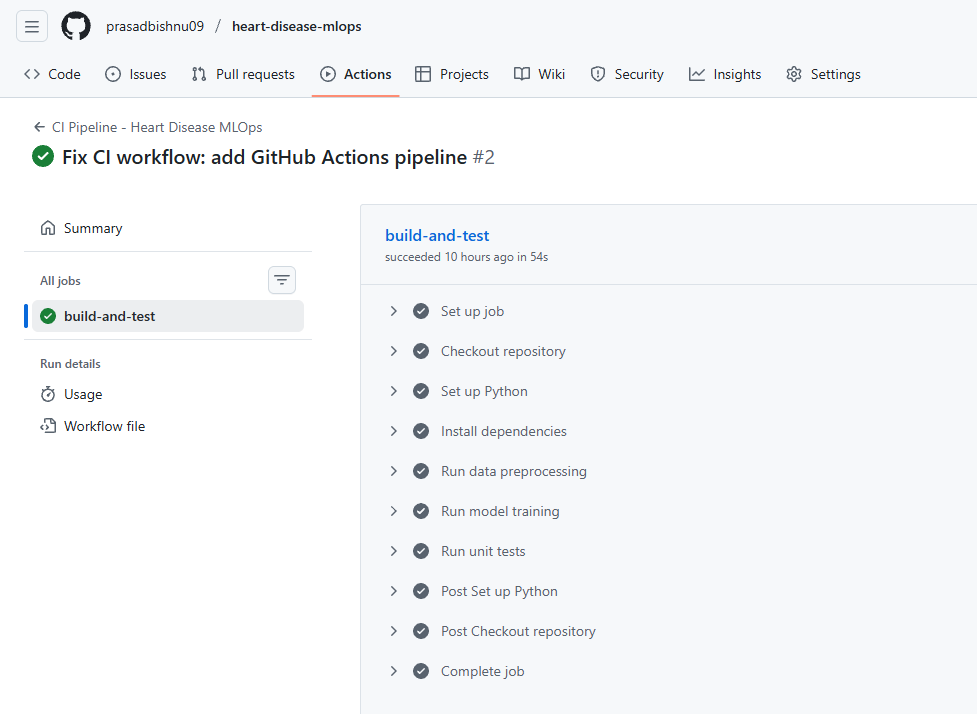 prasadbishnu09 / heart-disease-mlops
Code Issues Pull requests Actions Projects Wiki Security Insights Settings
CI Pipeline - Heart Disease MLOps
Fix CI workflow: add GitHub Actions pipeline #2
Summary
All jobs
build-and-test
Run details
Usage
Workflow file
build-and-test
succeeded 10 hours ago in 54s
Set up job
Checkout repository
Set up Python
Install dependencies
Run data preprocessing
Run model training
Run unit tests
Post Set up Python
Post Checkout repository
Complete job